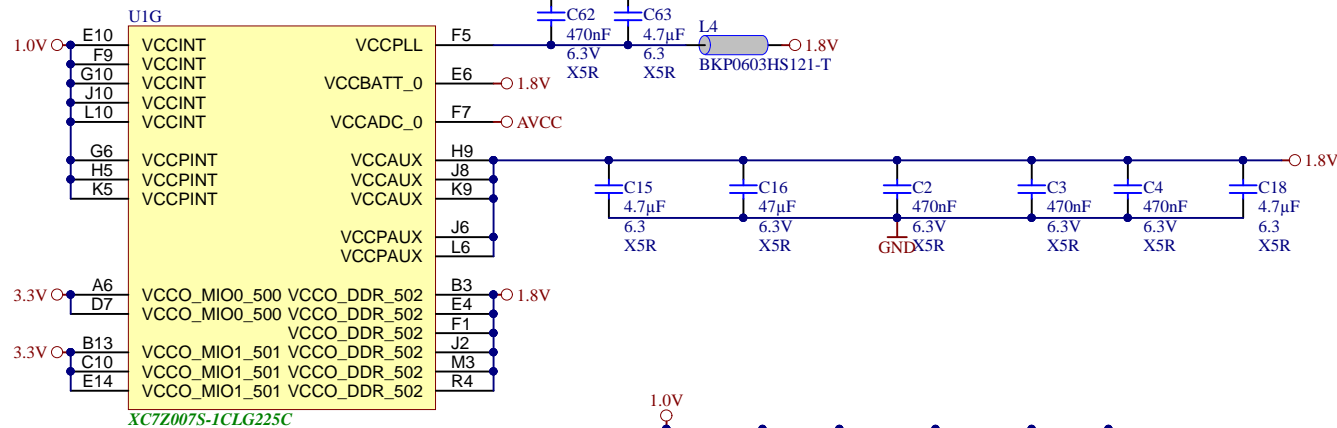 U1G
1.0V
E10 VCCINT
F9 VCCINT
G10 VCCINT
J10 VCCINT
L10 VCCINT
G6 VCCPINT
H5 VCCPINT
K5 VCCPINT
3.3V
A6 VCCO_MIO0_500
D7 VCCO_MIO0_500
3.3V
B13 VCCO_MIO1_501
C10 VCCO_MIO1_501
E14 VCCO_MIO1_501
VCCPLL F5
VCCBATT_0 E6 1.8V
VCCADC_0 F7 AVCC
VCCAUX H9
VCCAUX J8
VCCAUX K9
VCCPAUX J6
VCCPAUX L6
VCCO_DDR_502 B3 1.8V
VCCO_DDR_502 E4
VCCO_DDR_502 F1
VCCO_DDR_502 J2
VCCO_DDR_502 M3
VCCO_DDR_502 R4
XC7Z007S-1CLG225C
C62
470nF
6.3V
X5R
C63
4.7µF
6.3
X5R
L4
BKP0603HS121-T
1.8V
1.8V
C15
4.7µF
6.3
X5R
C16
47µF
6.3V
X5R
C2
470nF
6.3V
X5R
GND
C3
470nF
6.3V
X5R
C4
470nF
6.3V
X5R
C18
4.7µF
6.3
X5R
1.0V